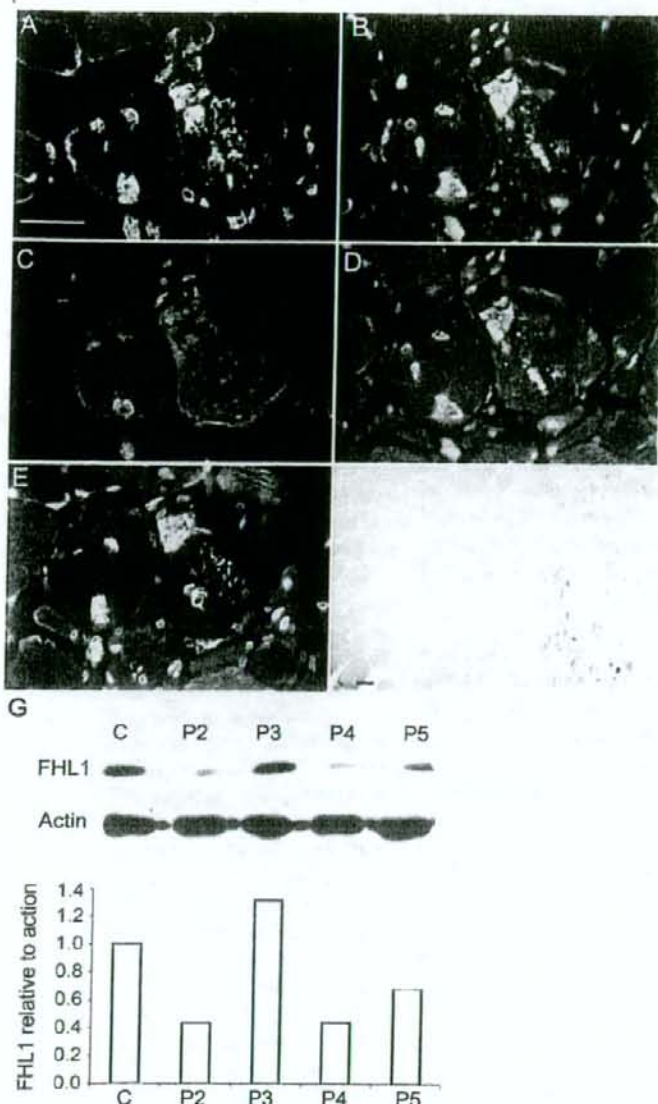 A
B
C
D
E
G
C P2 P3 P4 P5
FHL1
Actin
FHL1 relative to action
1.4
1.2
1.0
0.8
0.6
0.4
0.2
0.0
C P2 P3 P4 P5